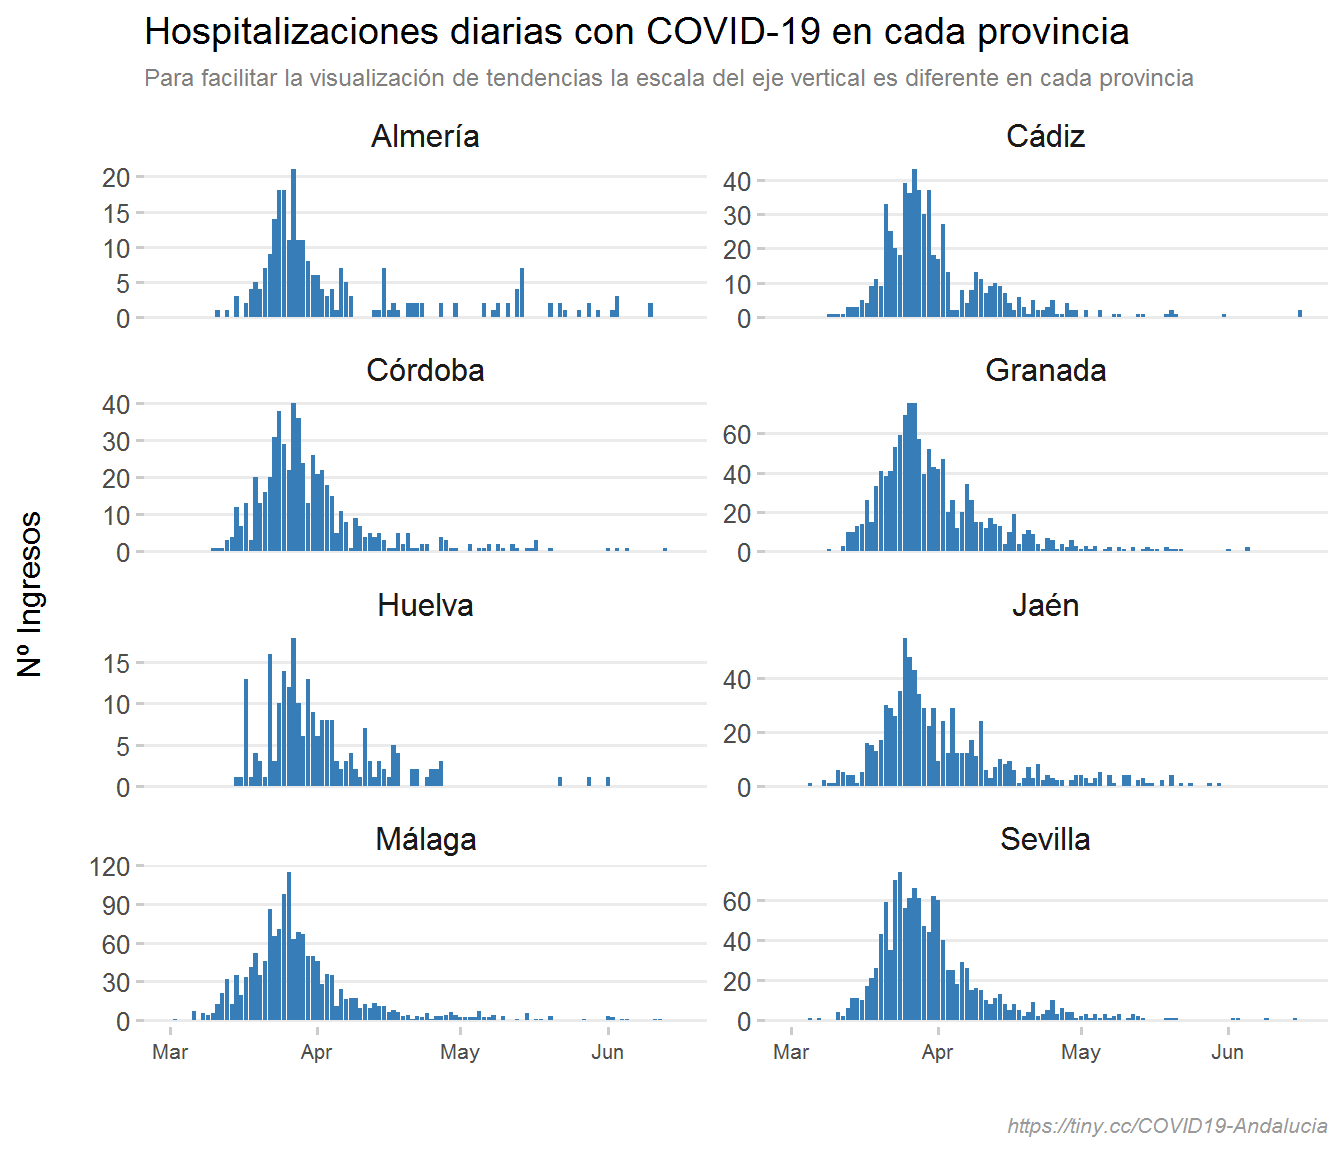 Hospitalizaciones diarias con COVID-19 en cada provincia
Para facilitar la visualización de tendencias la escala del eje vertical es diferente en cada provincia
Nº Ingresos
Almería
20
15
10
5
0
Cádiz
40
30
20
10
0
Córdoba
40
30
20
10
0
Granada
60
40
20
0
Huelva
15
10
5
0
Jaén
40
20
0
Málaga
120
90
60
30
0
Sevilla
60
40
20
0
Mar Apr May Jun
Mar Apr May Jun
https://tiny.cc/COVID19-Andalucia